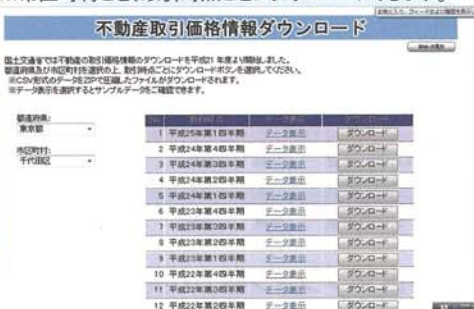 不動産取引価格情報ダウンロード
国土交通省では不動産の取引価格情報のダウンロードを平成21年度より開始しました。
都道府県及び市区町村を選択の上、取引時点ごとにダウンロードボタンを選択してください。
※CSV形式のデータをZIPで圧縮したファイルがダウンロードされます。
※データ表示を選択するとサンプルデータをご確認できます。
都道府県:
東京都
市区町村:
千代田区
1 平成25年第1四半期 データ表示 ダウンロード
2 平成24年第4四半期 データ表示 ダウンロード
3 平成24年第3四半期 データ表示 ダウンロード
4 平成24年第2四半期 データ表示 ダウンロード
5 平成24年第1四半期 データ表示 ダウンロード
6 平成23年第4四半期 データ表示 ダウンロード
7 平成23年第3四半期 データ表示 ダウンロード
8 平成23年第2四半期 データ表示 ダウンロード
9 平成23年第1四半期 データ表示 ダウンロード
10 平成22年第4四半期 データ表示 ダウンロード
11 平成22年第3四半期 データ表示 ダウンロード
12 平成22年第2四半期 データ表示 ダウンロード